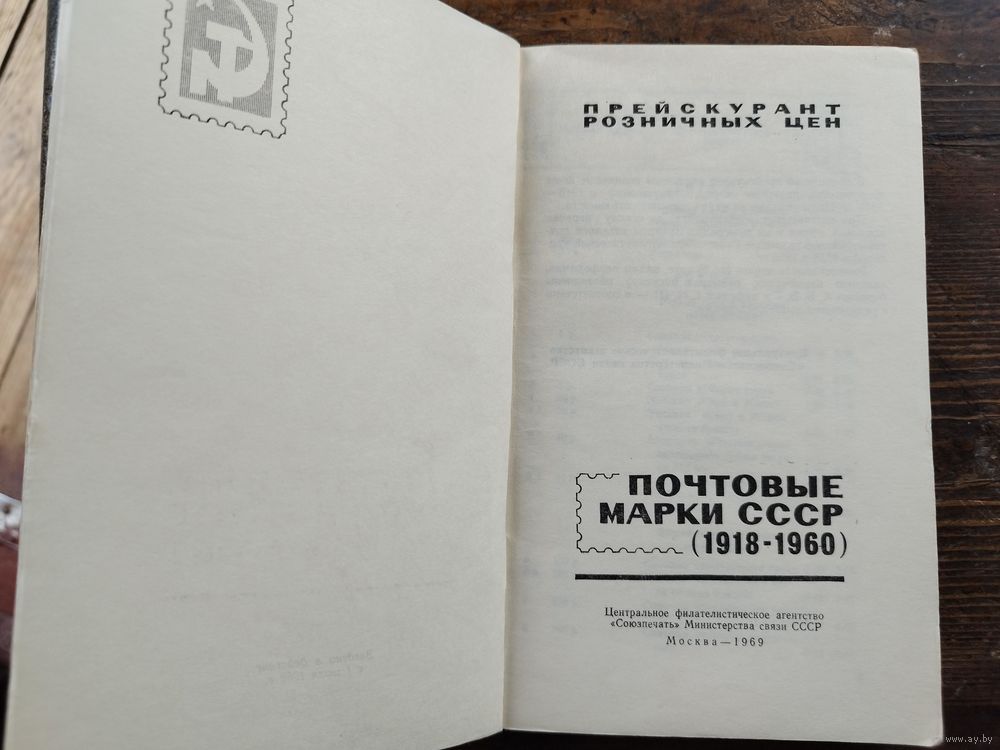 ПРЕЙСКУРАНТ
РОЗНИЧНЫХ ЦЕН
ПОЧТОВЫЕ
МАРКИ СССР
(1918-1960)
Центральное филателистическое агентство
«Союзпечать» Министерства связи СССР
Москва—1969
www.ay.by